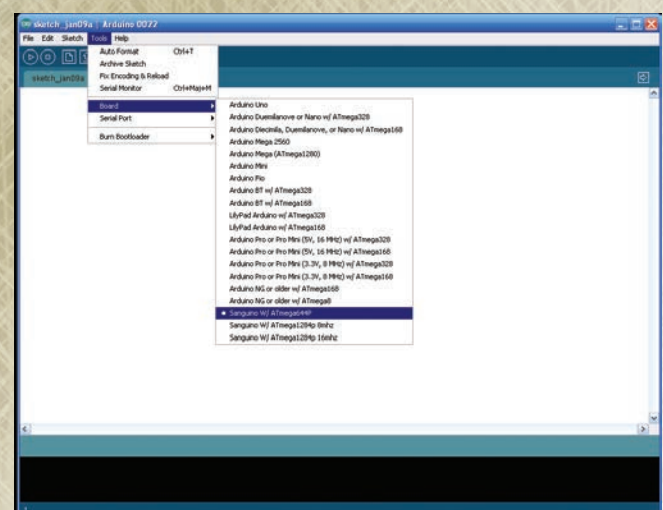 sketch_jan09a | Arduino 0022
File Edit Sketch Tools Help
Auto Format Ctrl+T
Archive Sketch
Fix Encoding & Reload
Serial Monitor Ctrl+Maj+M
Board
Serial Port
Burn Bootloader
sketch_jan09a
Arduino Uno
Arduino Duemilanove or Nano w/ ATmega328
Arduino Diecimila, Duemilanove, or Nano w/ ATmega168
Arduino Mega 2560
Arduino Mega (ATmega1280)
Arduino Mini
Arduino Fio
Arduino BT w/ ATmega328
Arduino BT w/ ATmega168
LilyPad Arduino w/ ATmega328
LilyPad Arduino w/ ATmega168
Arduino Pro or Pro Mini (5V, 16 MHz) w/ ATmega328
Arduino Pro or Pro Mini (5V, 16 MHz) w/ ATmega168
Arduino Pro or Pro Mini (3.3V, 8 MHz) w/ ATmega328
Arduino Pro or Pro Mini (3.3V, 8 MHz) w/ ATmega168
Arduino NG or older w/ ATmega168
Arduino NG or older w/ ATmega8
Sanguino W/ ATmega644P
Sanguino W/ ATmega1284p 8mhz
Sanguino W/ ATmega1284p 16mhz
1